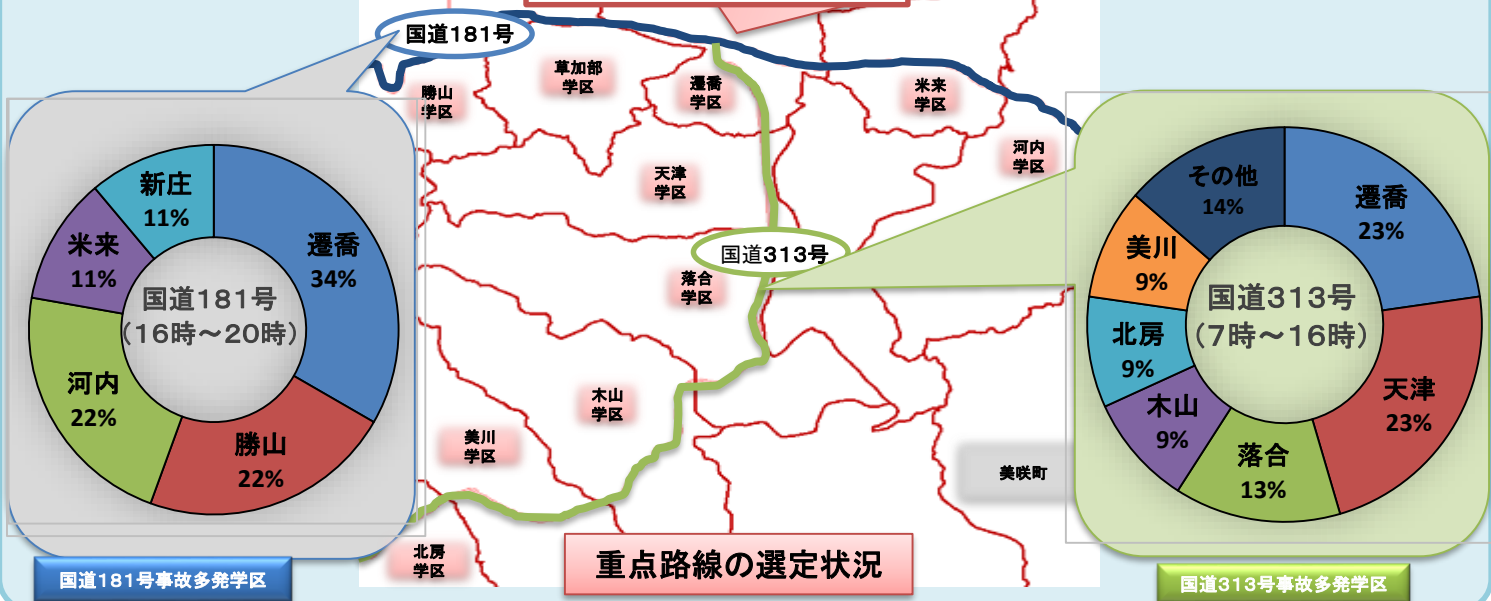 国道181号
勝山
学区
草加部
学区
遷喬
学区
米来
学区
河内
学区
天津
学区
国道313号
落合
学区
木山
学区
美川
学区
北房
学区
美咲町
新庄
11%
遷喬
34%
米来
11%
国道181号
(16時～20時)
河内
22%
勝山
22%
国道181号事故多発学区
その他
14%
遷喬
23%
美川
9%
国道313号
(7時～16時)
北房
9%
天津
23%
木山
9%
落合
13%
国道313号事故多発学区
重点路線の選定状況